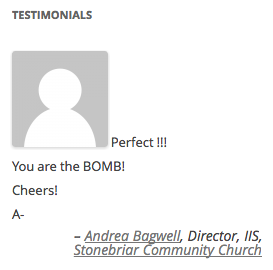 TESTIMONIALS
Perfect !!!
You are the BOMB!
Cheers!
A-
– Andrea Bagwell, Director, IIS,
Stonebriar Community Church